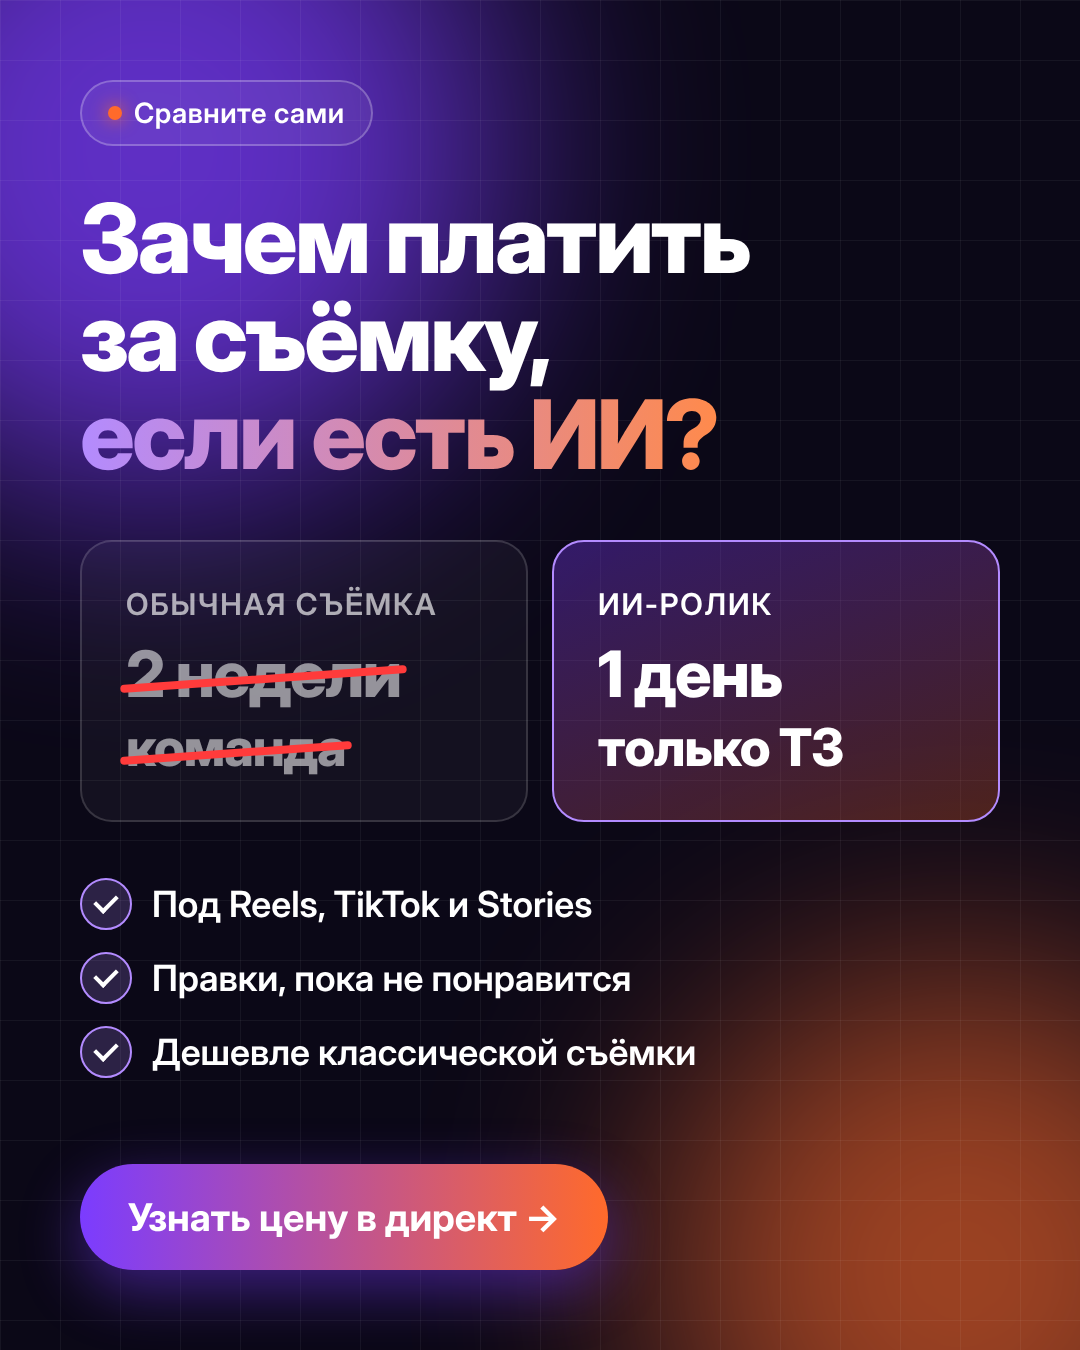 Сравните сами
Зачем платить
за съёмку,
если есть ИИ?
ОБЫЧНАЯ СЪЁМКА
2 недели
команда
ИИ-РОЛИК
1 день
только ТЗ
Под Reels, TikTok и Stories
Правки, пока не понравится
Дешевле классической съёмки
Узнать цену в директ →